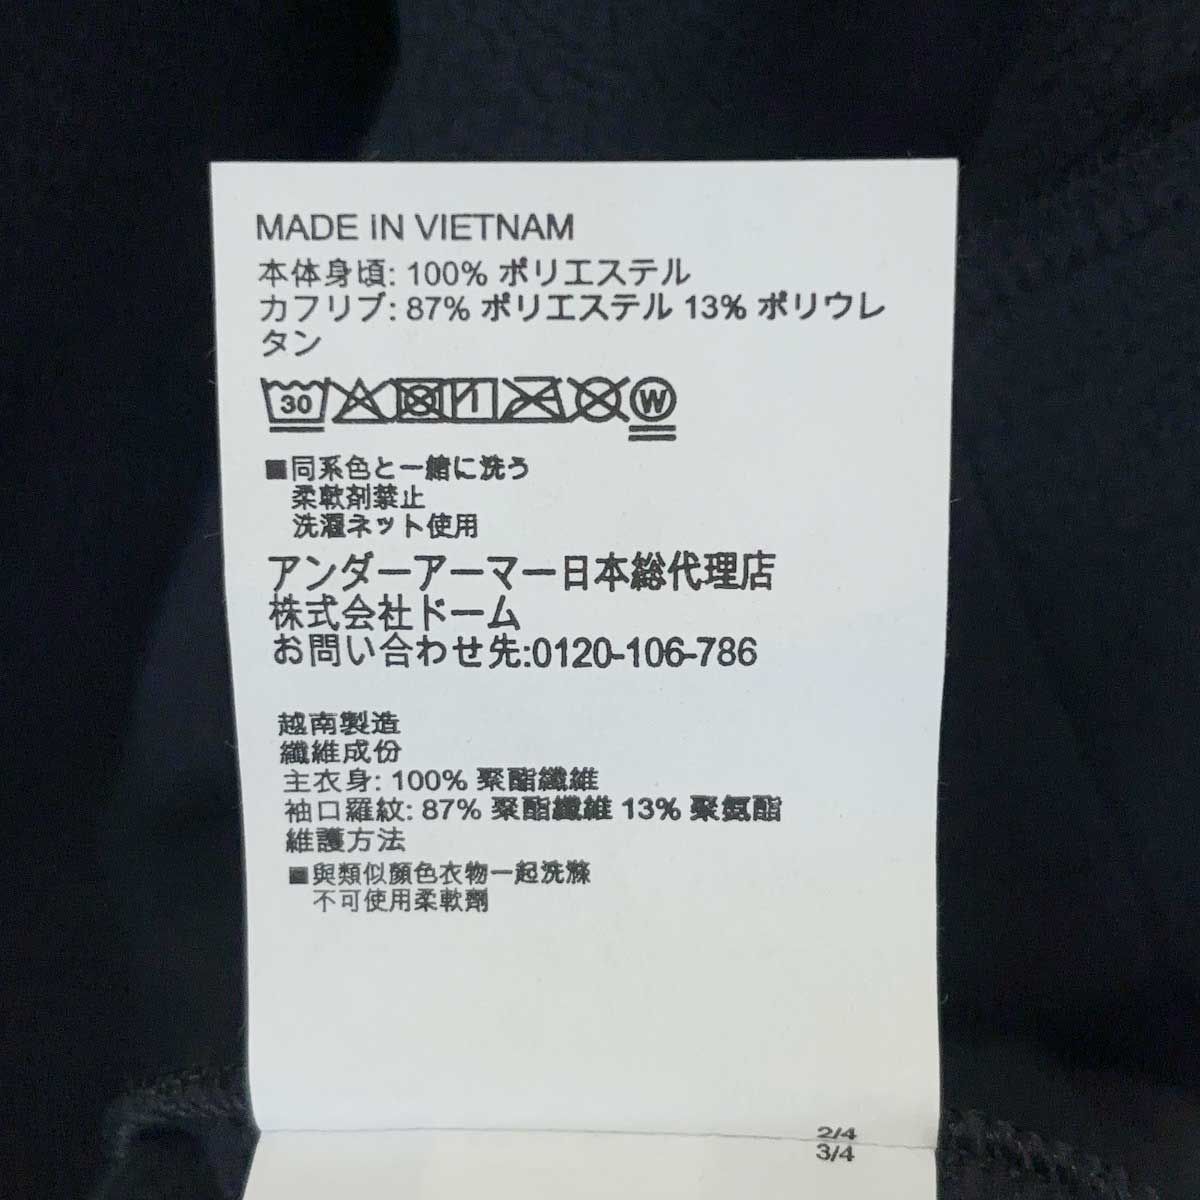 MADE IN VIETNAM
本体身頃: 100% ポリエステル
カフリブ: 87% ポリエステル 13% ポリウレ
タン
30 W
■同系色と一緒に洗う
柔軟剤禁止
洗濯ネット使用
アンダーアーマー日本総代理店
株式会社ドーム
お問い合わせ先:0120-106-786
越南製造
纖維成份
主衣身: 100% 聚酯纖維
袖口羅紋: 87% 聚酯纖維 13% 聚氨酯
維護方法
■與類似顏色衣物一起洗滌
不可使用柔軟劑
2/4
3/4